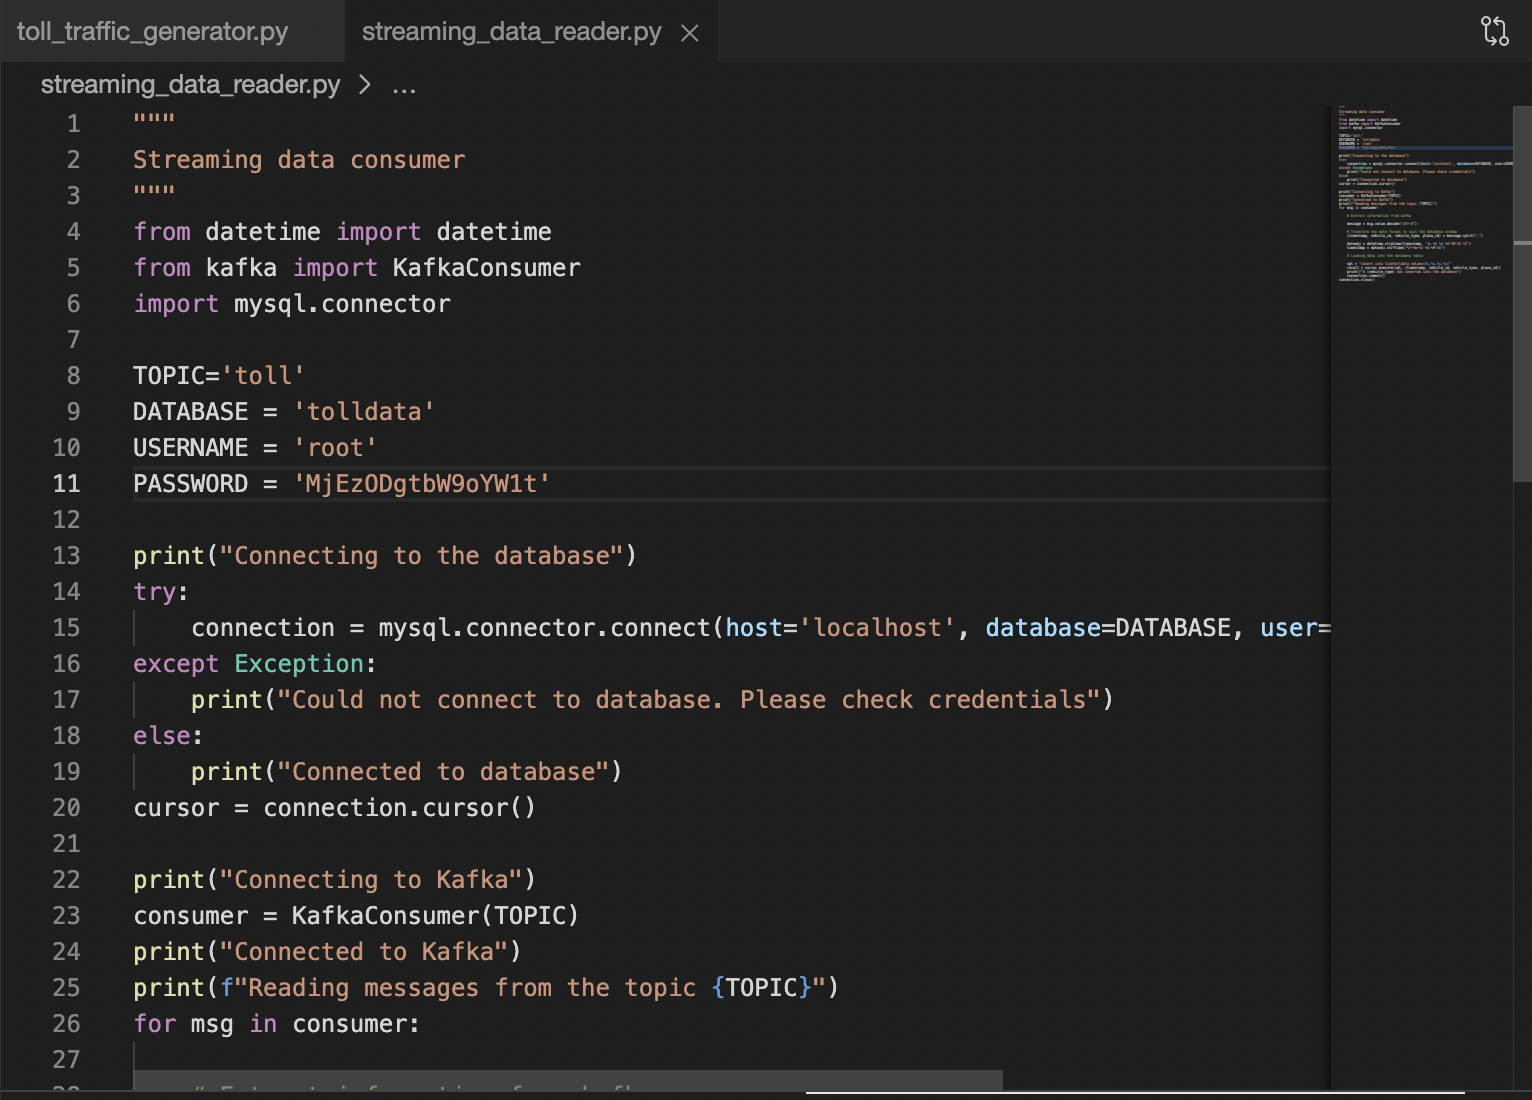 toll_traffic_generator.py
streaming_data_reader.py
streaming_data_reader.py > ...
1 """
2 Streaming data consumer
3 """
4 from datetime import datetime
5 from kafka import KafkaConsumer
6 import mysql.connector
7
8 TOPIC='toll'
9 DATABASE = 'tolldata'
10 USERNAME = 'root'
11 PASSWORD = 'MjEzODgtbW9oYW1t'
12
13 print("Connecting to the database")
14 try:
15     connection = mysql.connector.connect(host='localhost', database=DATABASE, user=
16 except Exception:
17     print("Could not connect to database. Please check credentials")
18 else:
19     print("Connected to database")
20 cursor = connection.cursor()
21
22 print("Connecting to Kafka")
23 consumer = KafkaConsumer(TOPIC)
24 print("Connected to Kafka")
25 print(f"Reading messages from the topic {TOPIC}")
26 for msg in consumer:
27